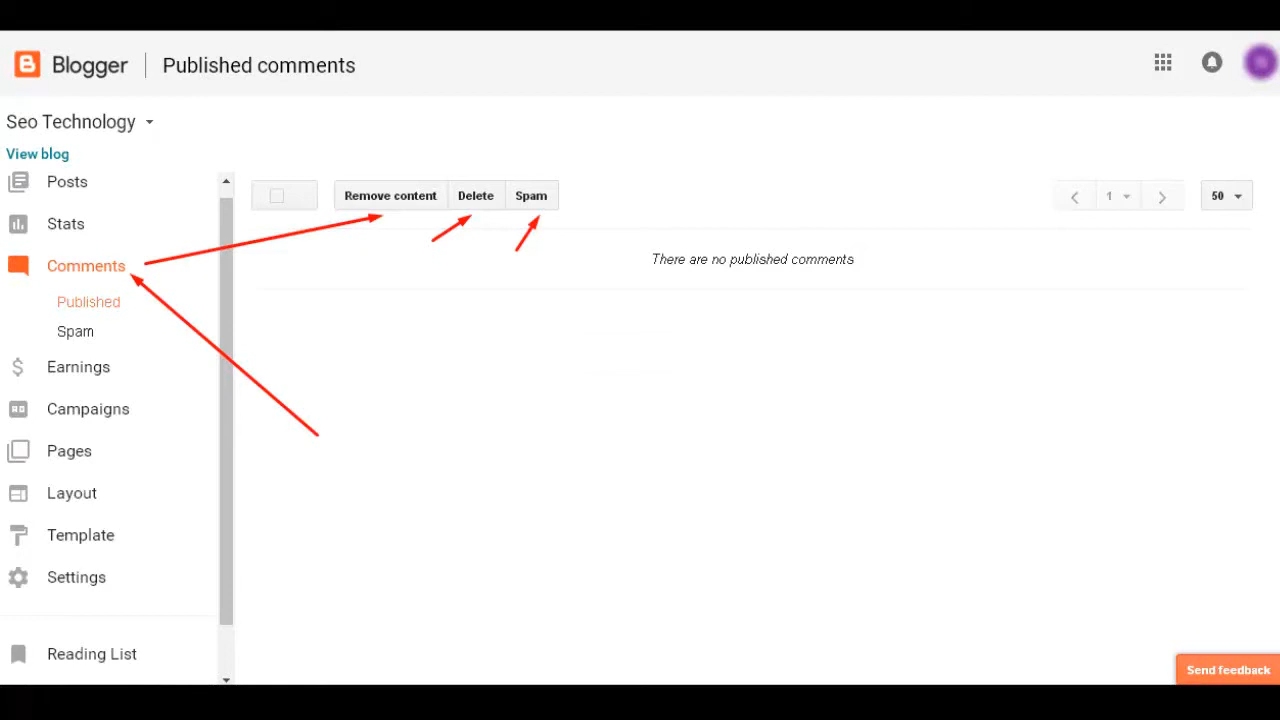 Blogger Published comments
Seo Technology
View blog
Posts
Stats
Comments
Published
Spam
Earnings
Campaigns
Pages
Layout
Template
Settings
Reading List
Remove content Delete Spam
1
50
There are no published comments
Send feedback